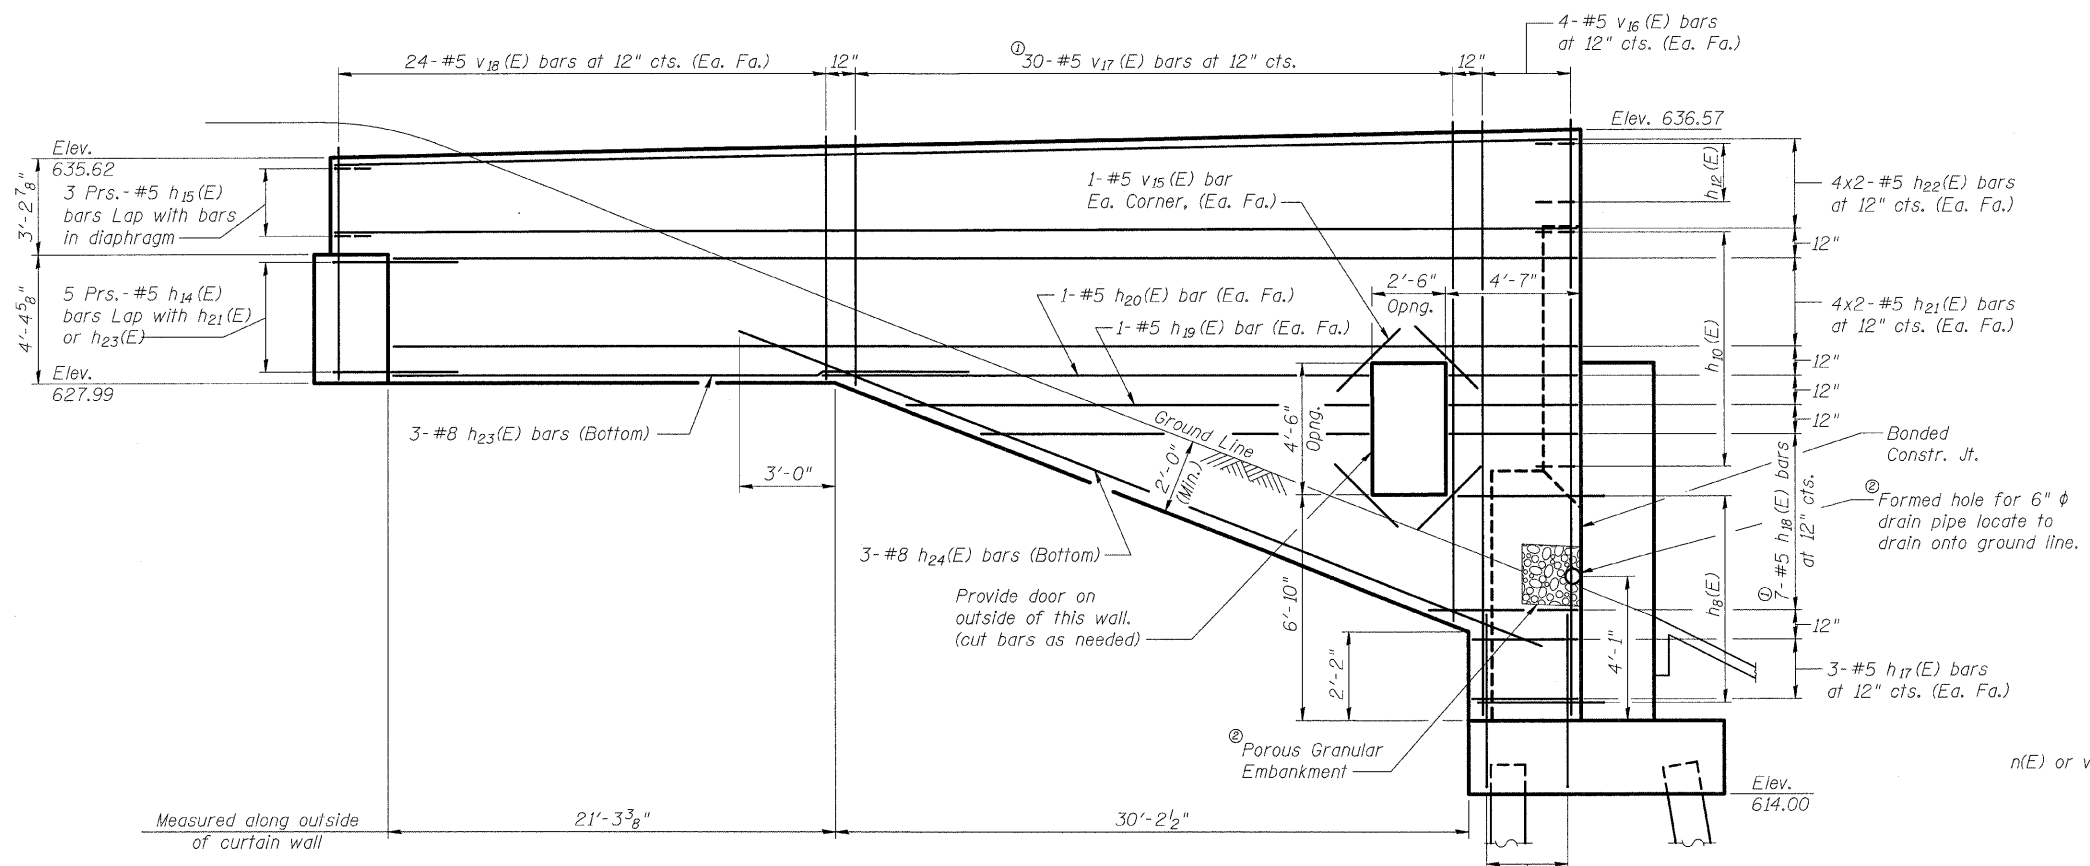 4-#5 v16(E) bars
at 12" cts. (Ea. Fa.)
24-#5 v18(E) bars at 12" cts. (Ea. Fa.)
12"
① 30-#5 v17(E) bars at 12" cts.
12"
Elev. 636.57
Elev.
635.62
3'-2 7/8"
3 Prs.-#5 h15(E)
bars Lap with bars
in diaphragm
1-#5 v15(E) bar
Ea. Corner, (Ea. Fa.)
h12(E)
4x2-#5 h22(E) bars
at 12" cts. (Ea. Fa.)
12"
4'-4 5/8"
5 Prs.-#5 h14(E)
bars Lap with h21(E)
or h23(E)
2'-6"
Opng.
4'-7"
1-#5 h20(E) bar (Ea. Fa.)
1-#5 h19(E) bar (Ea. Fa.)
h10(E)
4x2-#5 h21(E) bars
at 12" cts. (Ea. Fa.)
12"
12"
12"
Elev.
627.99
3-#8 h23(E) bars (Bottom)
3'-0"
Ground Line
2'-0"
(Min.)
4'-6"
Opng.
Bonded
Constr. Jt.
② Formed hole for 6" ϕ
drain pipe locate to
drain onto ground line.
① 7-#5 h18(E) bars
at 12" cts.
3-#8 h24(E) bars (Bottom)
Provide door on
outside of this wall.
(cut bars as needed)
6'-10"
2'-2"
4'-1"
h8(E)
12"
3-#5 h17(E) bars
at 12" cts. (Ea. Fa.)
② Porous Granular
Embankment
n(E) or v
Elev.
614.00
Measured along outside
of curtain wall
21'-3 3/8"
30'-2 1/2"